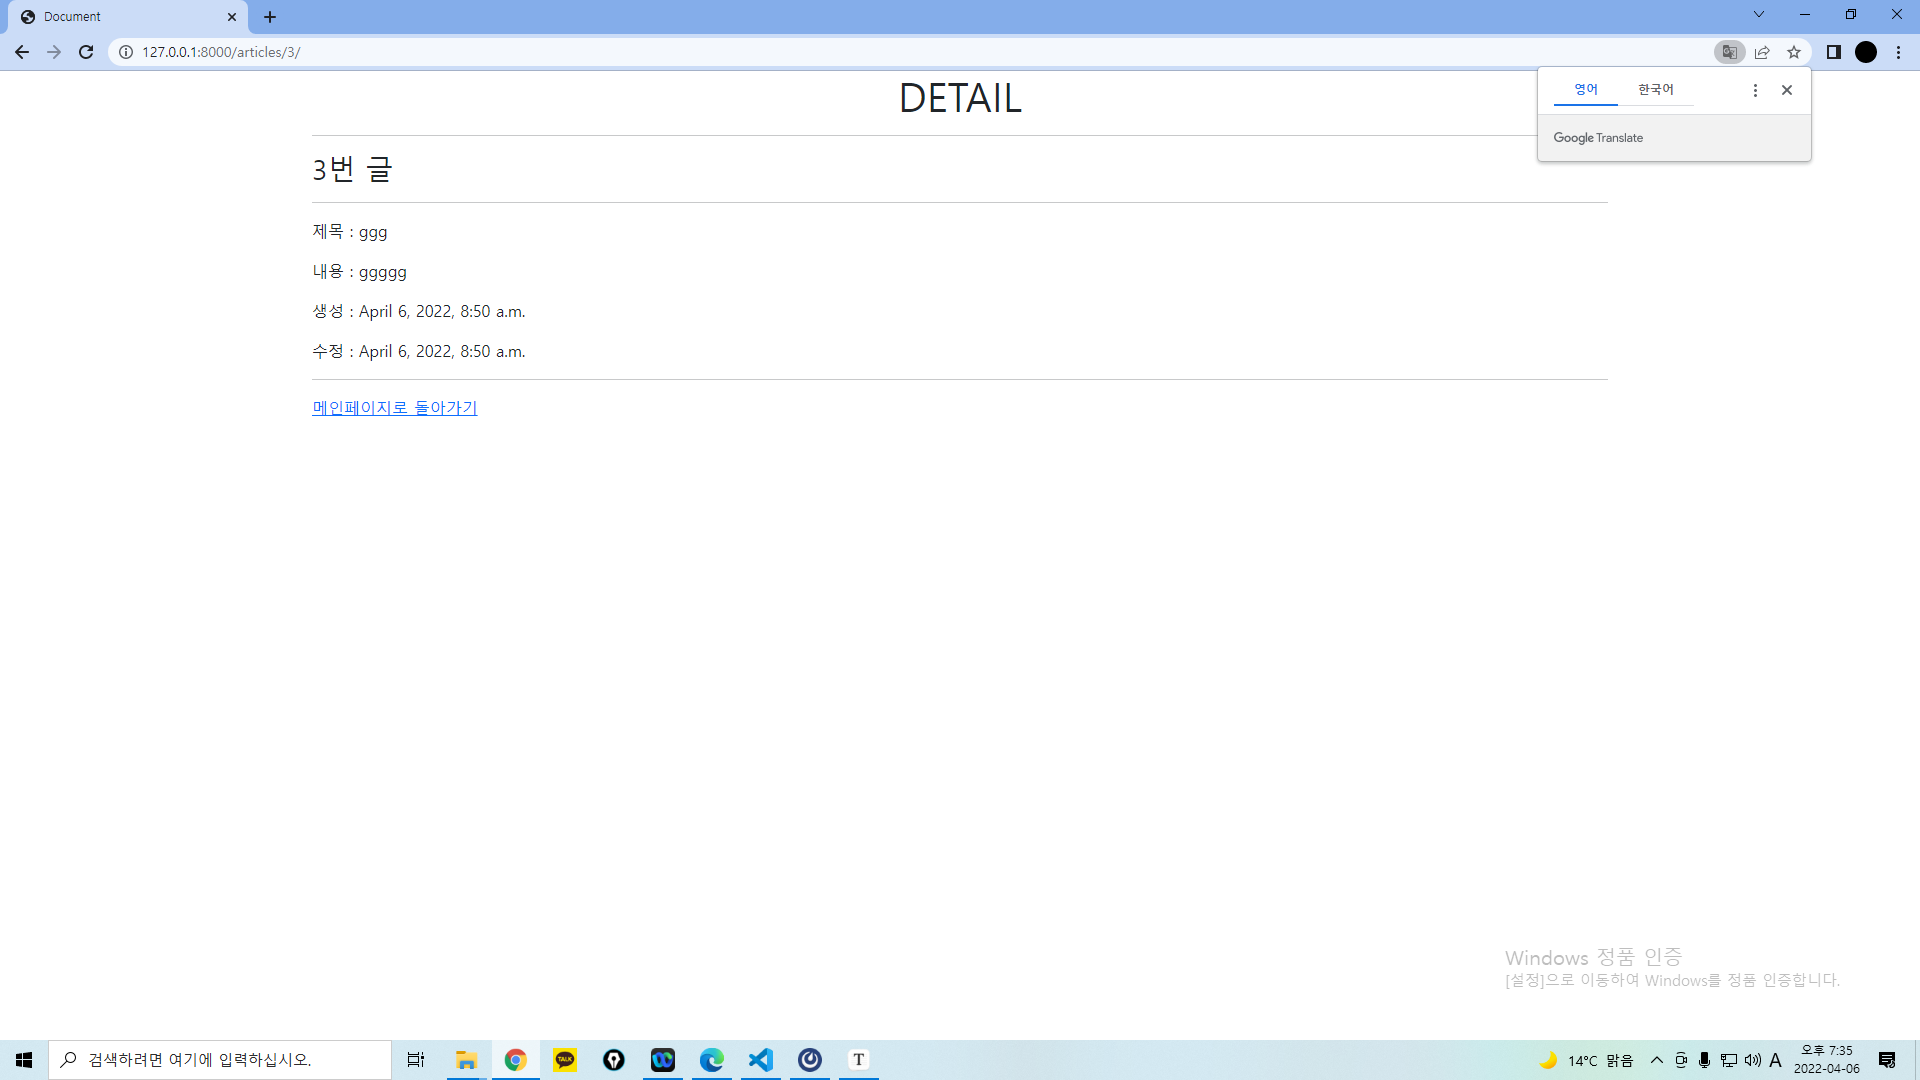 Document
127.0.0.1:8000/articles/3/
영어 한국어
Google Translate
DETAIL
3번 글
제목 : ggg
내용 : ggggg
생성 : April 6, 2022, 8:50 a.m.
수정 : April 6, 2022, 8:50 a.m.
메인페이지로 돌아가기
Windows 정품 인증
[설정]으로 이동하여 Windows를 정품 인증합니다.
검색하려면 여기에 입력하십시오.
TALK
T
14°C 맑음
A
오후 7:35
2022-04-06